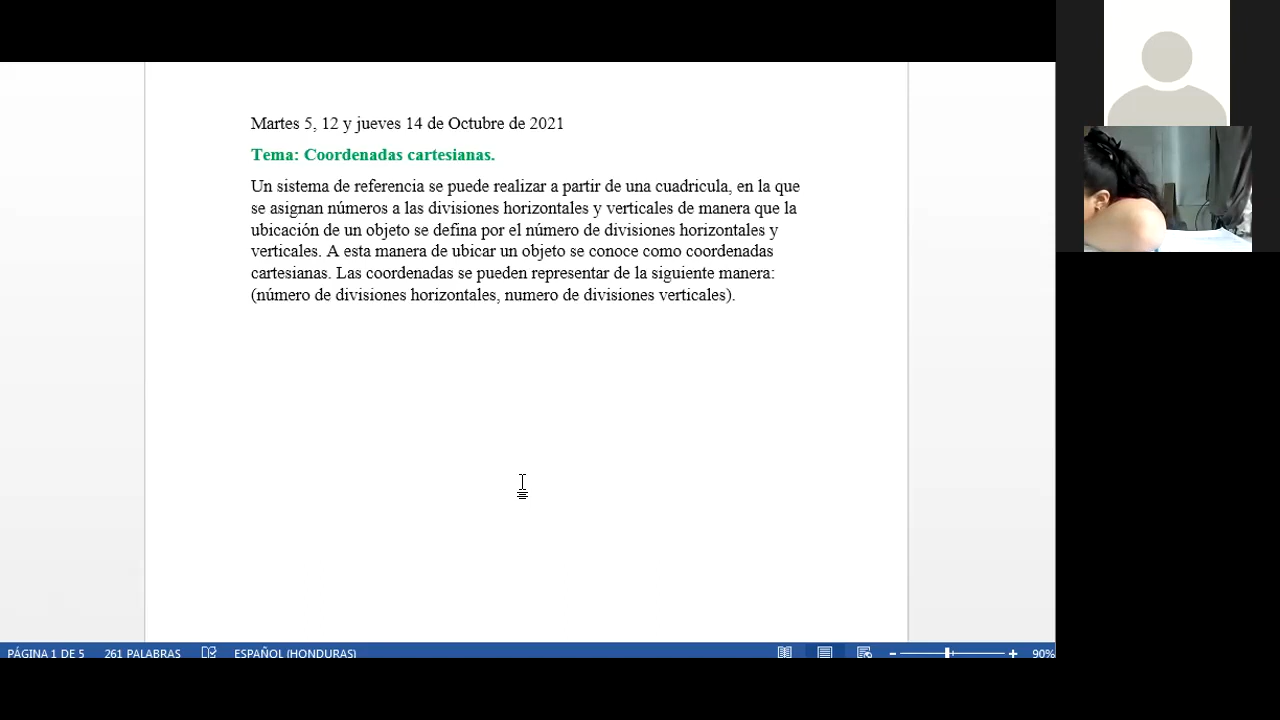 Martes 5, 12 y jueves 14 de Octubre de 2021
Tema: Coordenadas cartesianas.
Un sistema de referencia se puede realizar a partir de una cuadricula, en la que
se asignan números a las divisiones horizontales y verticales de manera que la
ubicación de un objeto se defina por el número de divisiones horizontales y
verticales. A esta manera de ubicar un objeto se conoce como coordenadas
cartesianas. Las coordenadas se pueden representar de la siguiente manera:
(número de divisiones horizontales, numero de divisiones verticales).
PÁGINA 1 DE 5 261 PALABRAS ESPAÑOL (HONDURAS) 90%